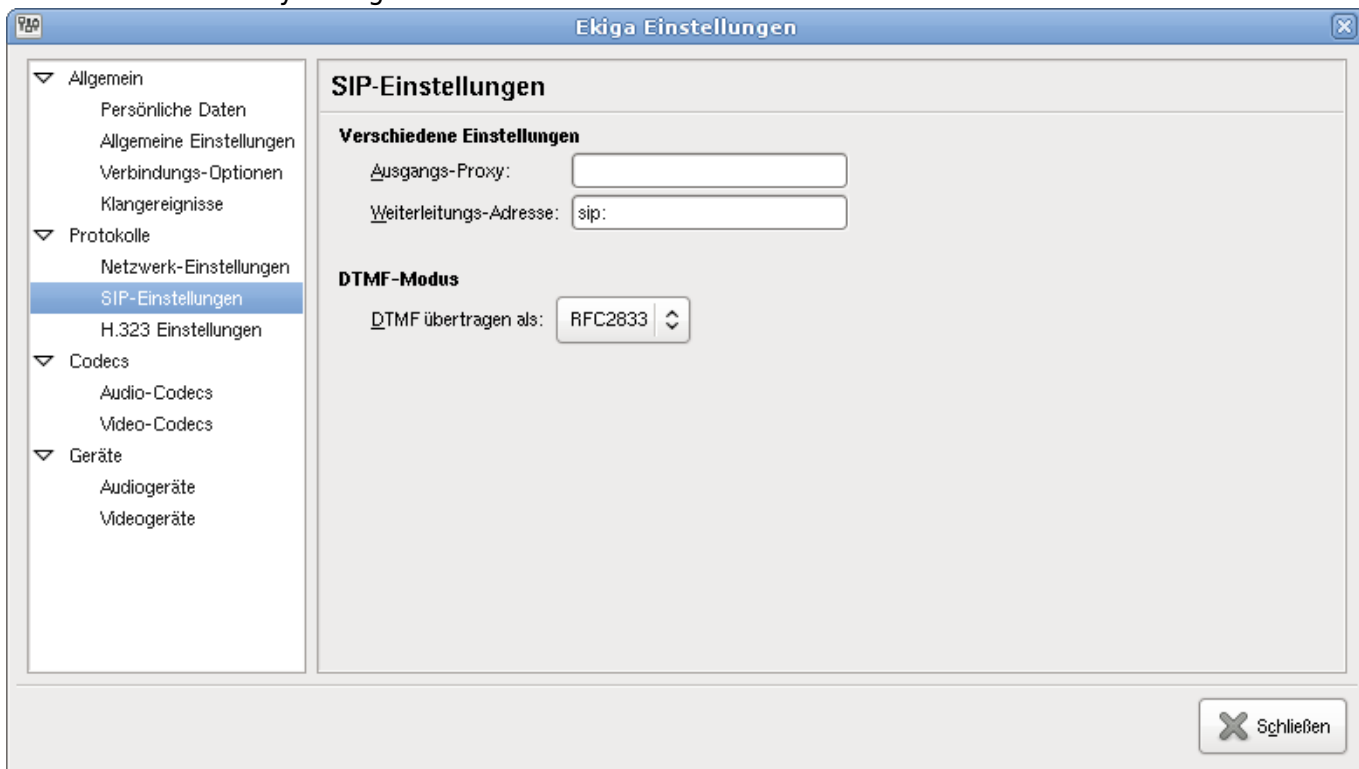 Ekiga Einstellungen
Allgemein
Persönliche Daten
Allgemeine Einstellungen
Verbindungs-Optionen
Klangereignisse
Protokolle
Netzwerk-Einstellungen
SIP-Einstellungen
H.323 Einstellungen
Codecs
Audio-Codecs
Video-Codecs
Geräte
Audiogeräte
Videogeräte
SIP-Einstellungen
Verschiedene Einstellungen
Ausgangs-Proxy:
Weiterleitungs-Adresse: sip:
DTMF-Modus
DTMF übertragen als: RFC2833
Schließen